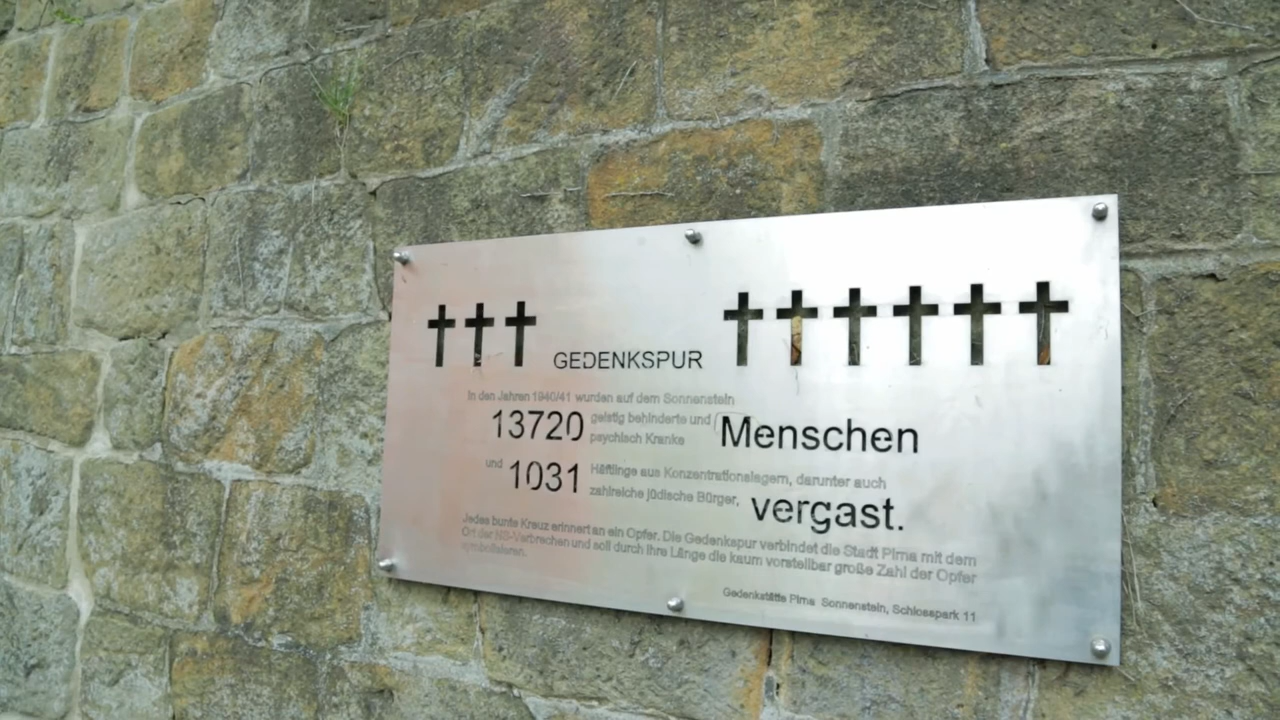 GEDENKSPUR
In den Jahren 1940/41 wurden auf dem Sonnenstein
13720 geistig behinderte und psychisch Kranke Menschen
und 1031 Häftlinge aus Konzentrationslagern, darunter auch
zahlreiche jüdische Bürger, vergast.
Jedes bunte Kreuz erinnert an ein Opfer. Die Gedenkspur verbindet die Stadt Pirna mit dem
Ort der NS-Verbrechen und soll durch ihre Länge die kaum vorstellbar große Zahl der Opfer
symbolisieren.
Gedenkstätte Pirna Sonnenstein, Schlosspark 11